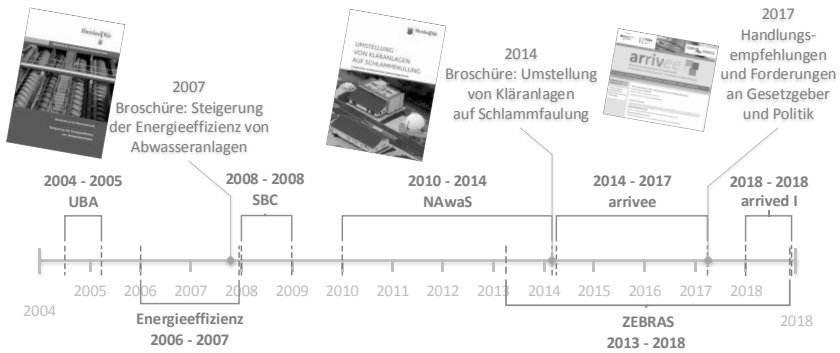 RheinlandPfalz
UMSTELLUNG
VON KLÄRANLAGEN
AUF SCHLAMMFAULUNG
arrivee
2007
Broschüre: Steigerung
der Energieeffizienz von
Abwasseranlagen
2014
Broschüre: Umstellung
von Kläranlagen
auf Schlammfaulung
2017
Handlungs-
empfehlungen
und Forderungen
an Gesetzgeber
und Politik
2004 - 2005
UBA
2008 - 2008
SBC
2010 - 2014
NAwaS
2014 - 2017
arrivee
2018 - 2018
arrived I
2004
2005
2006
2007
2008
2009
2010
2011
2012
2013
2014
2015
2016
2017
2018
2018
Energieeffizienz
2006 - 2007
ZEBRAS
2013 - 2018